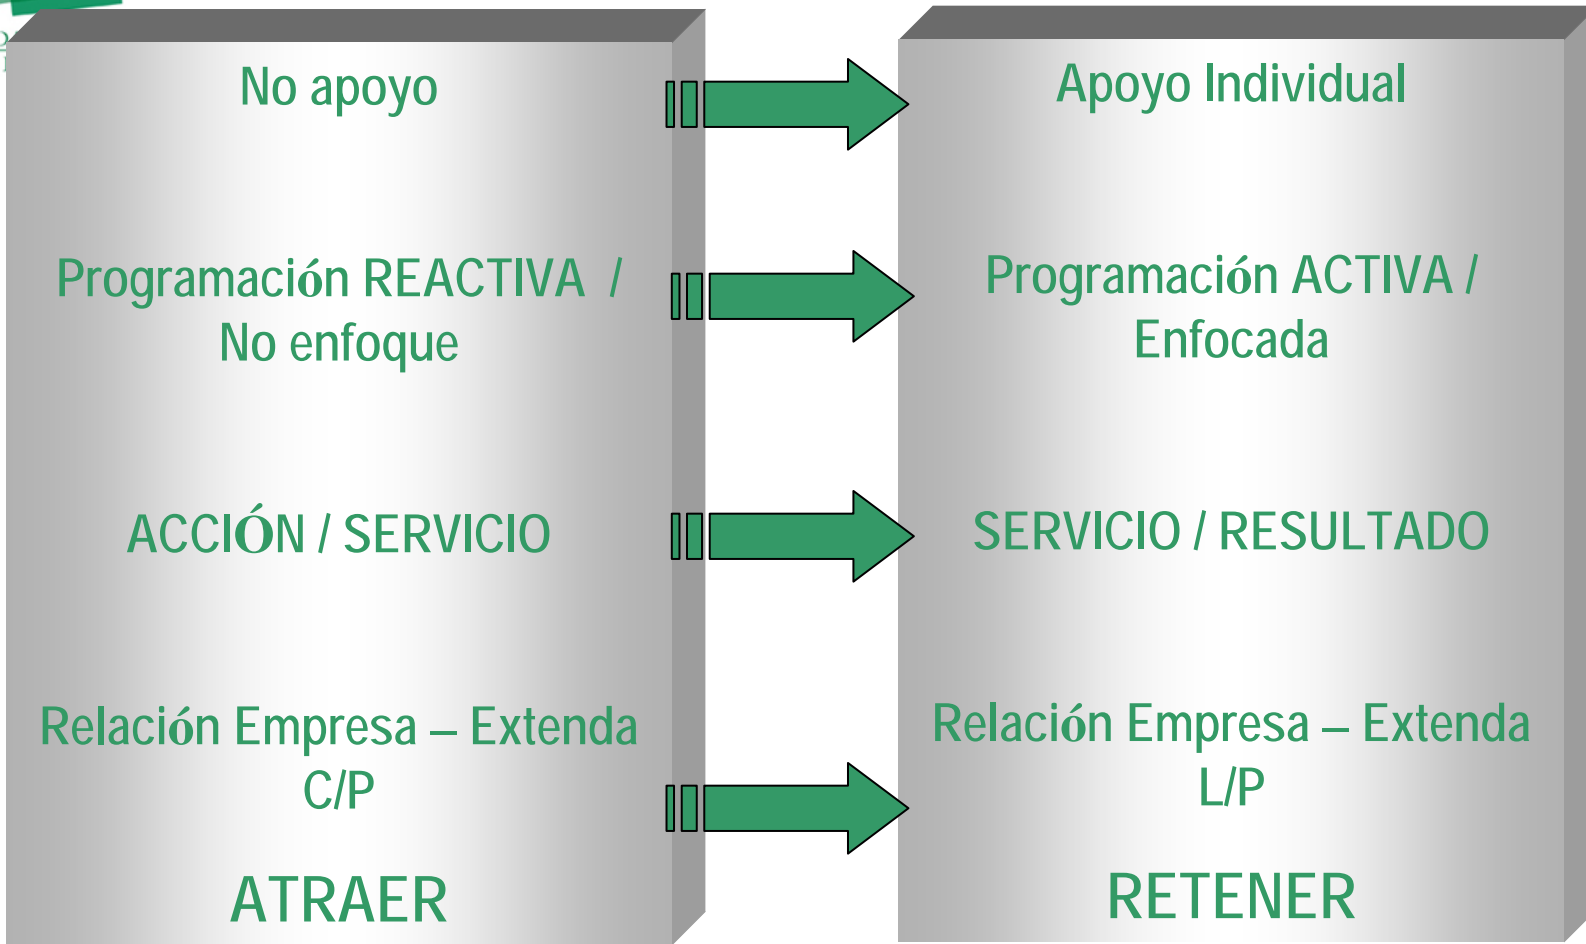 No apoyo
Programación REACTIVA /
No enfoque
ACCIÓN / SERVICIO
Relación Empresa – Extenda
C/P
ATRAER
Apoyo Individual
Programación ACTIVA /
Enfocada
SERVICIO / RESULTADO
Relación Empresa – Extenda
L/P
RETENER